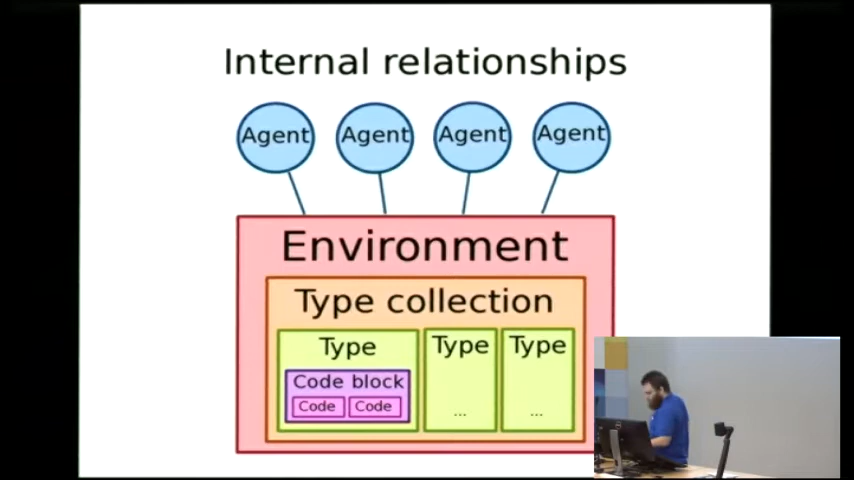 Internal relationships
Agent Agent Agent Agent
Environment
Type collection
Type Type Type
Code block
Code Code
... ...